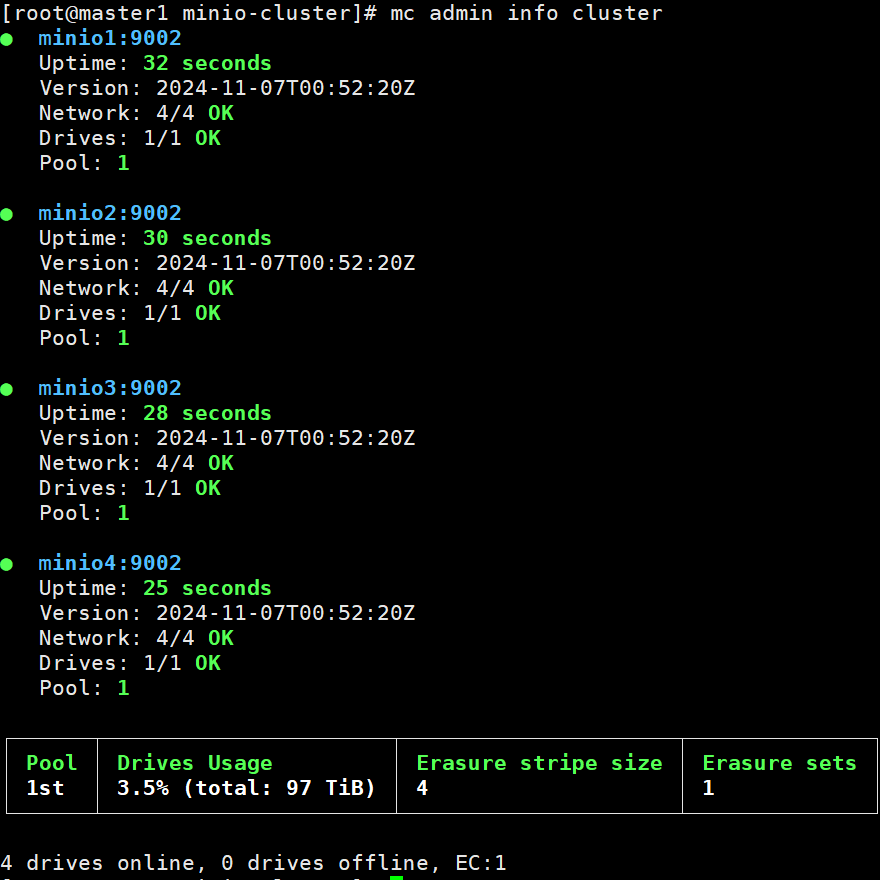 [root@master1 minio-cluster]# mc admin info cluster
● minio1:9002
Uptime: 32 seconds
Version: 2024-11-07T00:52:20Z
Network: 4/4 OK
Drives: 1/1 OK
Pool: 1
● minio2:9002
Uptime: 30 seconds
Version: 2024-11-07T00:52:20Z
Network: 4/4 OK
Drives: 1/1 OK
Pool: 1
● minio3:9002
Uptime: 28 seconds
Version: 2024-11-07T00:52:20Z
Network: 4/4 OK
Drives: 1/1 OK
Pool: 1
● minio4:9002
Uptime: 25 seconds
Version: 2024-11-07T00:52:20Z
Network: 4/4 OK
Drives: 1/1 OK
Pool: 1
Pool Drives Usage Erasure stripe size Erasure sets
1st 3.5% (total: 97 TiB) 4 1
4 drives online, 0 drives offline, EC:1